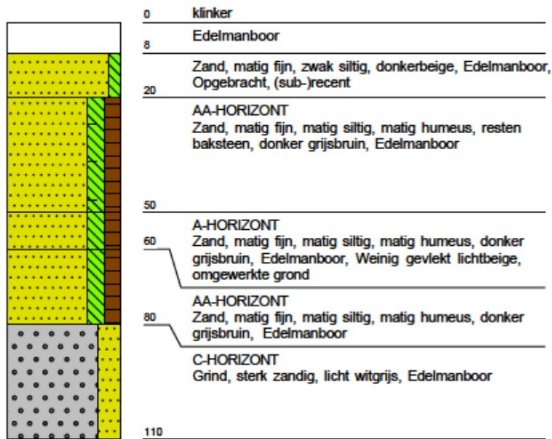 0 klinker
Edelmanboor
8
Zand, matig fijn, zwak siltig, donkerbeige, Edelmanboor,
Opgebracht, (sub-)recent
20
AA-HORIZONT
Zand, matig fijn, matig siltig, matig humeus, resten
baksteen, donker grijsbruin, Edelmanboor
50
A-HORIZONT
Zand, matig fijn, matig siltig, matig humeus, donker
grijsbruin, Edelmanboor, Weinig gevlekt lichtbeige,
omgewerkte grond
60
AA-HORIZONT
Zand, matig fijn, matig siltig, matig humeus, donker
grijsbruin, Edelmanboor
80
C-HORIZONT
Grind, sterk zandig, licht witgrijs, Edelmanboor
110